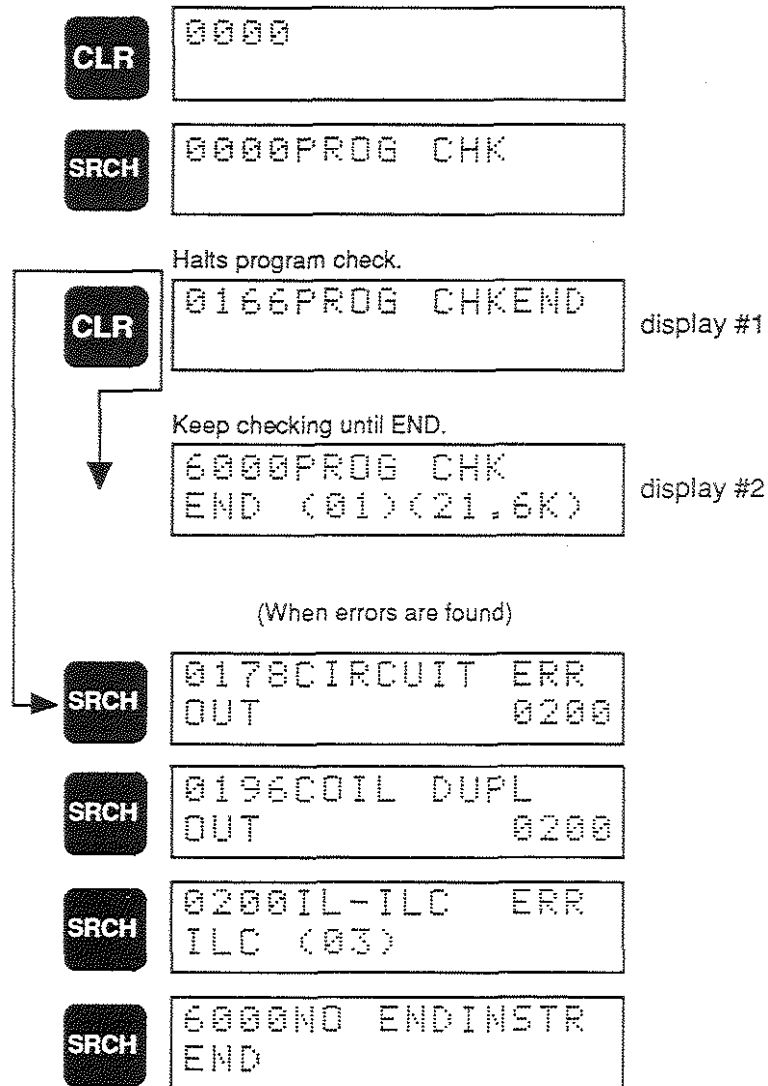 CLR
0000
SRCH
0000PROG CHK
Halts program check.
CLR
0166PROG CHKEND
display #1
Keep checking until END.
6000PROG CHK
END (01)(21.6K)
display #2
(When errors are found)
SRCH
0178CIRCUIT ERR
OUT 0200
SRCH
0196COIL DUPL
OUT 0200
SRCH
0200IL-ILC ERR
ILC (03)
SRCH
6000NO ENDINSTR
END